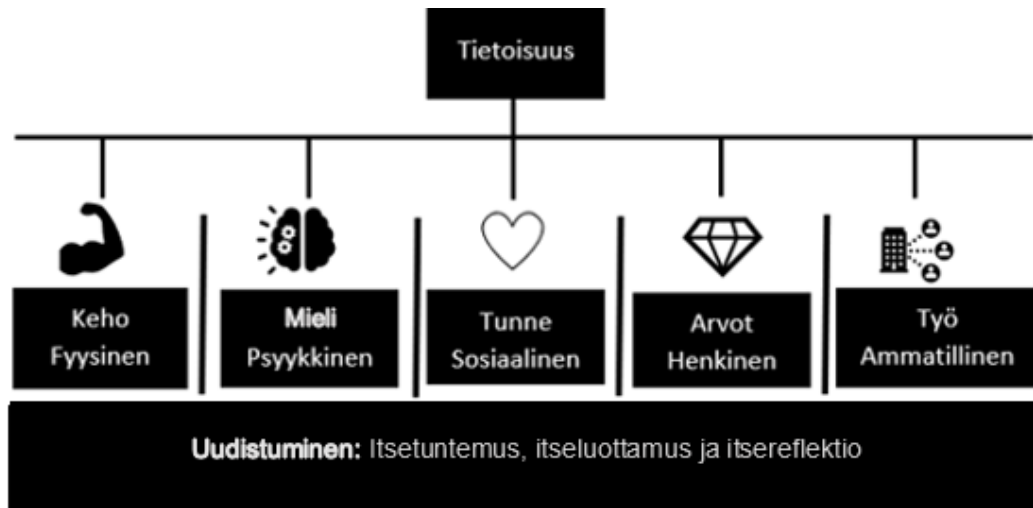 Tietoisuus
Keho
Fyysinen
Mieli
Psyykkinen
Tunne
Sosiaalinen
Arvot
Henkinen
Työ
Ammatillinen
Uudistuminen: Itsetuntemus, itseluottamus ja itsereflektio